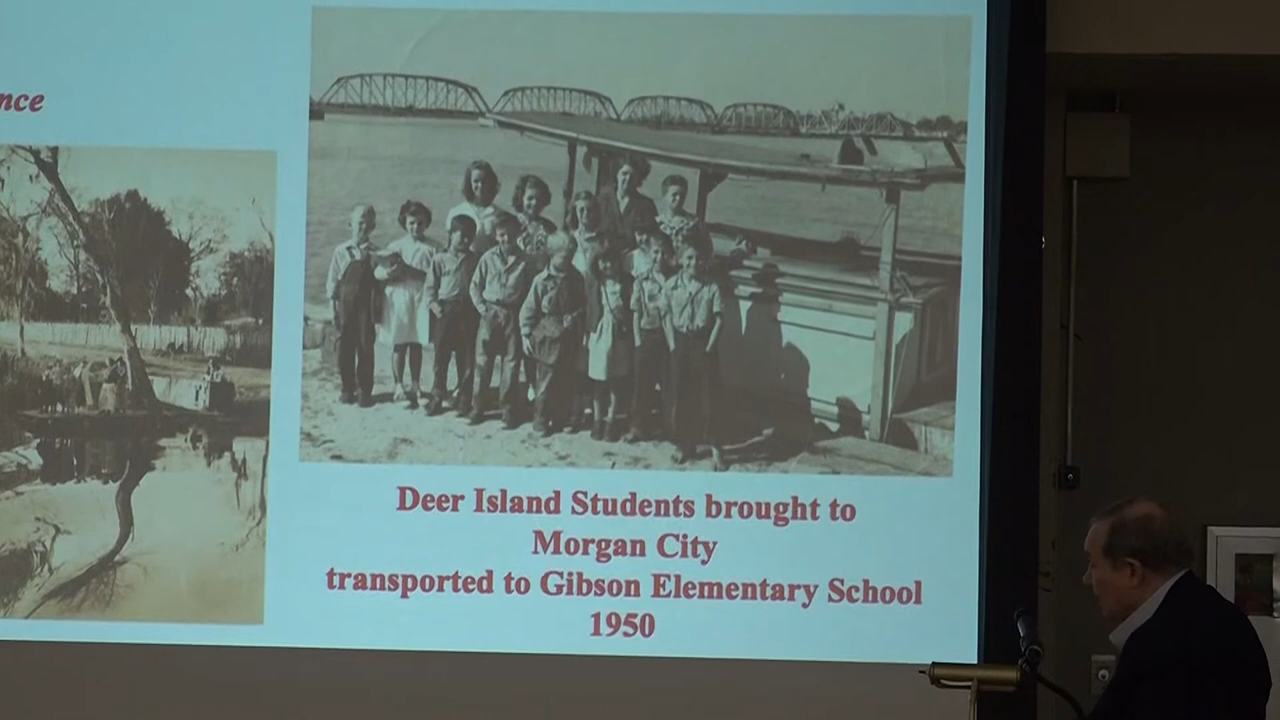 nce
Deer Island Students brought to
Morgan City
transported to Gibson Elementary School
1950